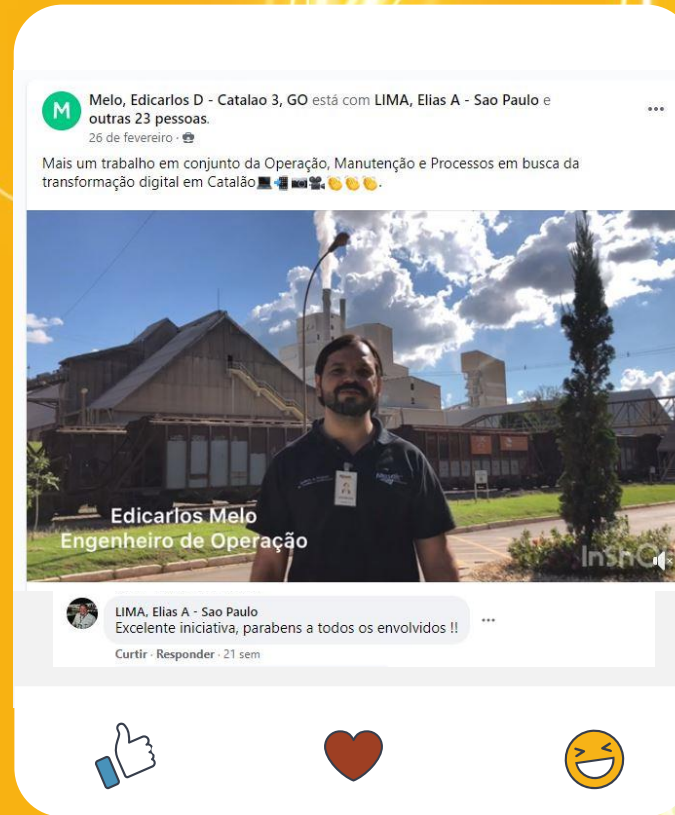 M
Melo, Edicarlos D - Catalao 3, GO está com LIMA, Elias A - Sao Paulo e
outras 23 pessoas.
26 de fevereiro ·
Mais um trabalho em conjunto da Operação, Manutenção e Processos em busca da
transformação digital em Catalão💻📲📷🎥👏👏👏.
Edicarlos Melo
Engenheiro de Operação
InShO
LIMA, Elias A - Sao Paulo
Excelente iniciativa, parabens a todos os envolvidos !!
Curtir · Responder · 21 sem